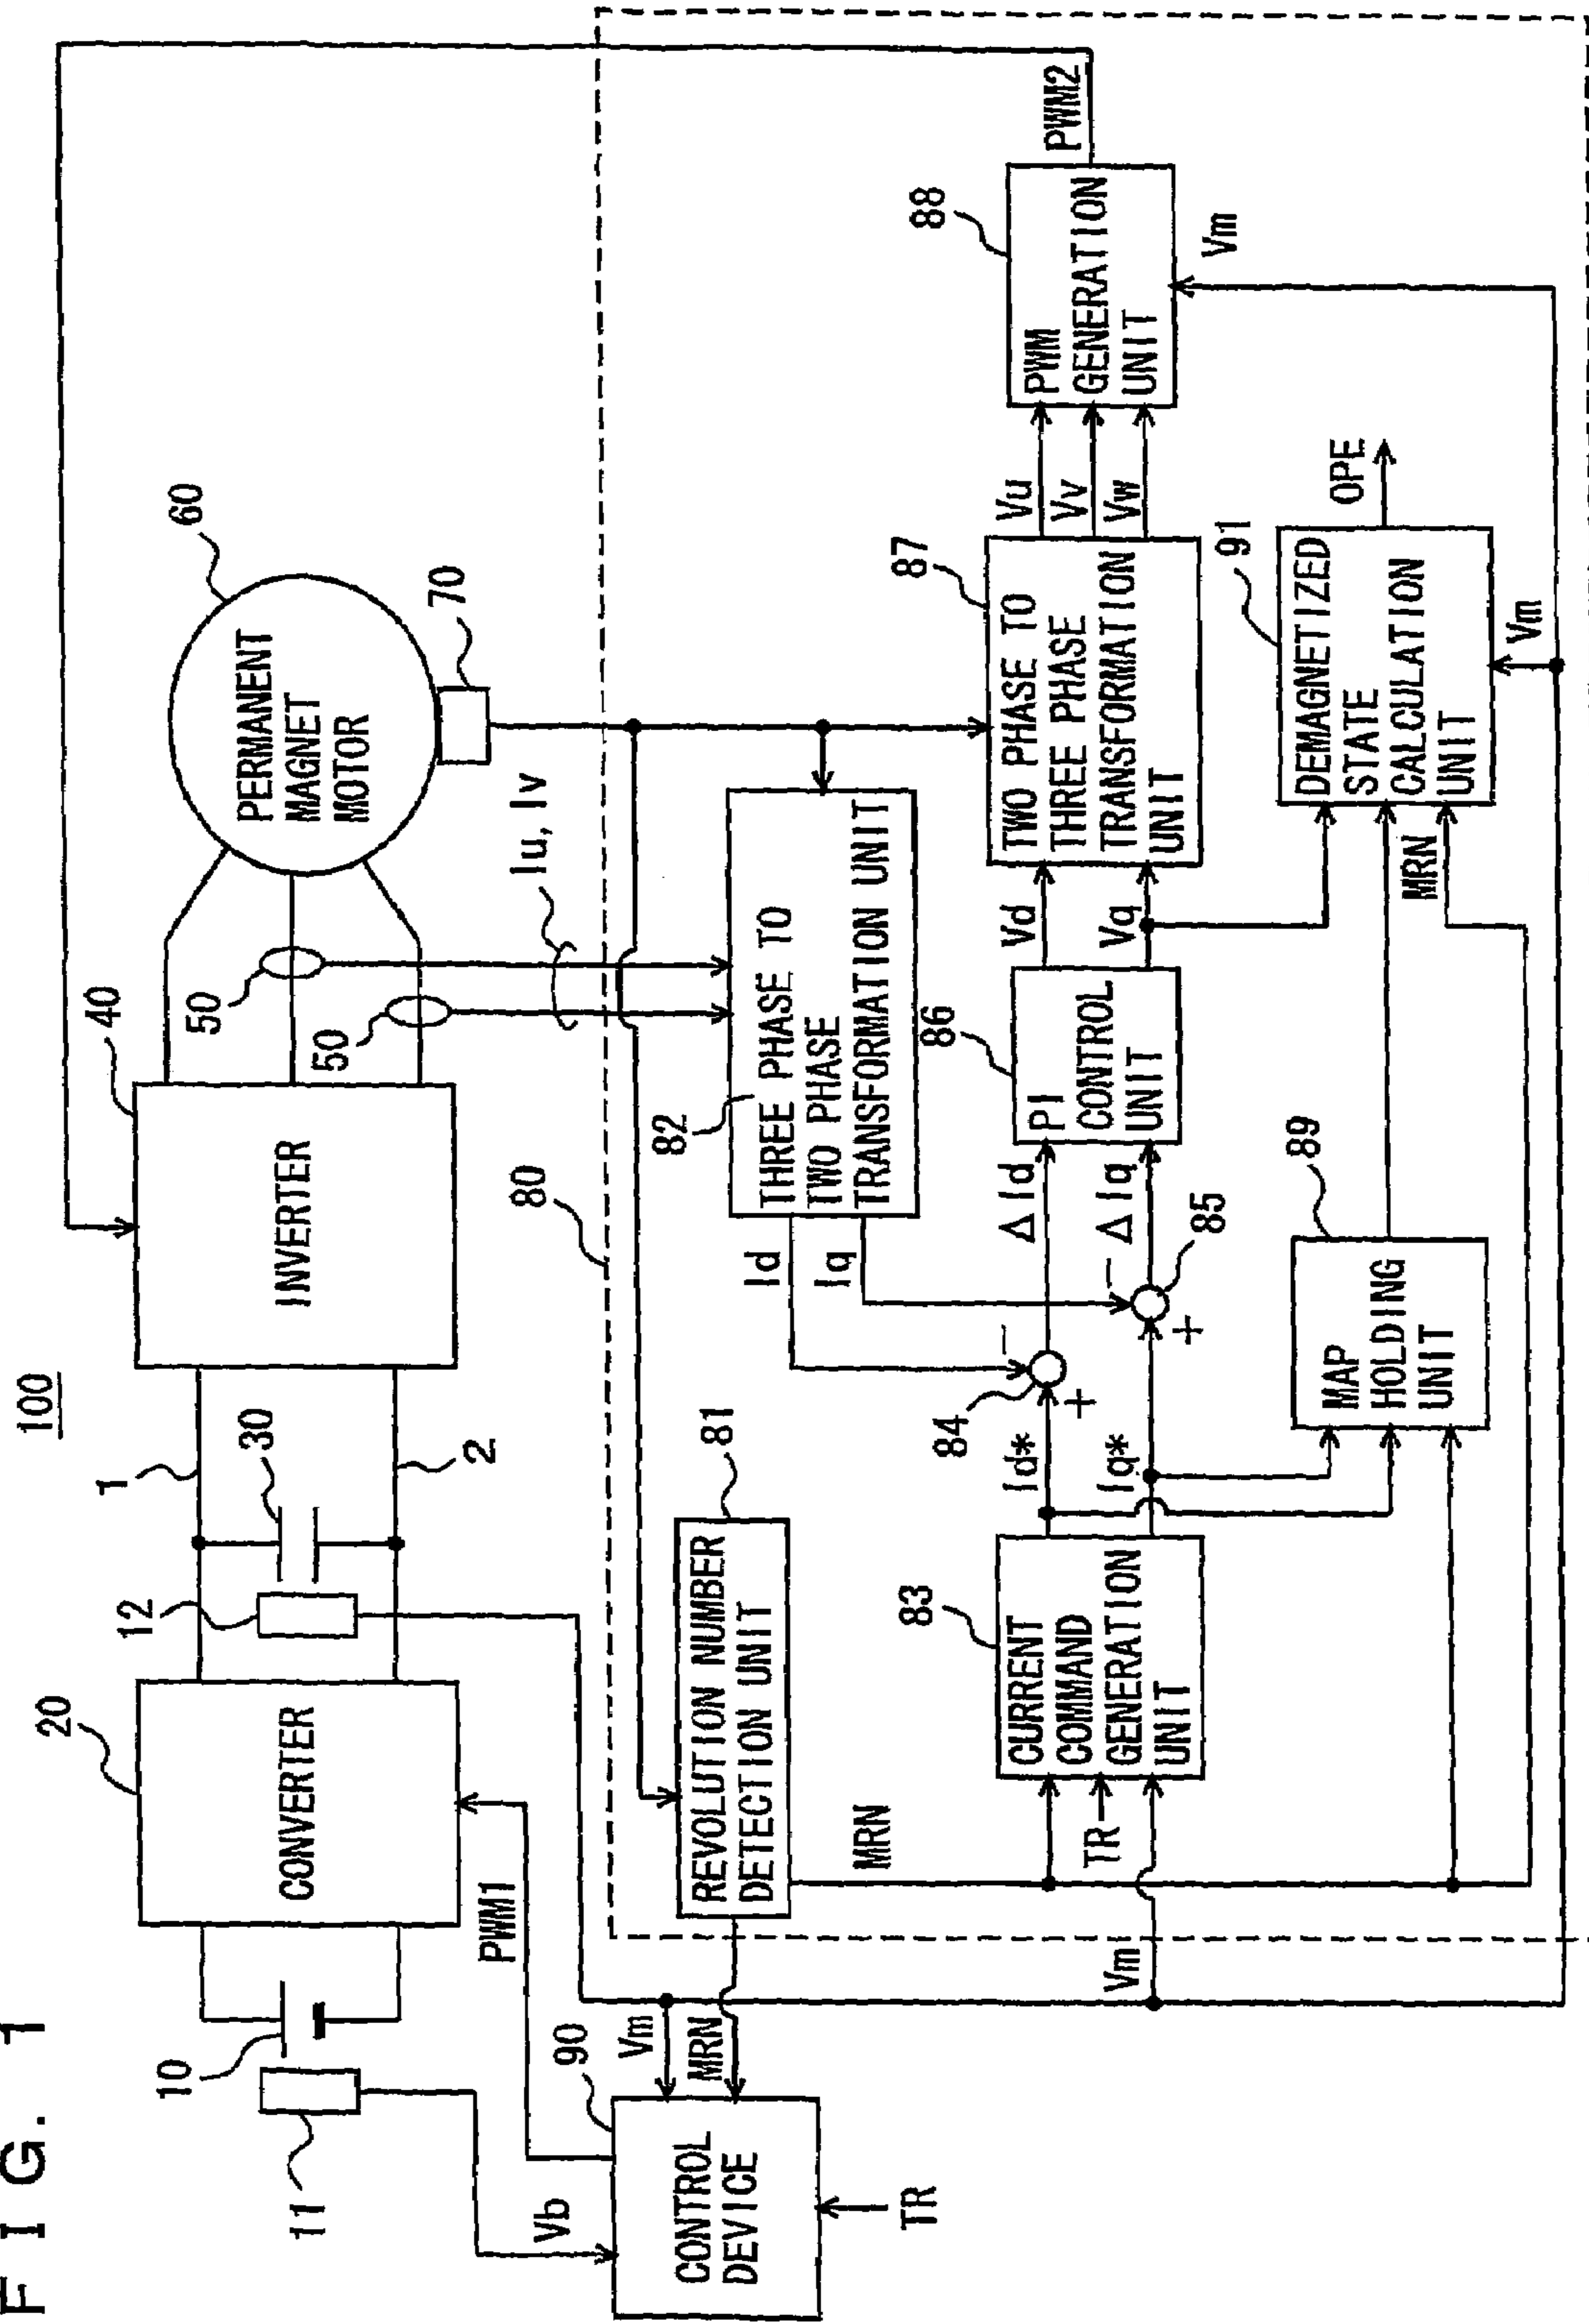 FIG. 1
100
10
11
20
12
1
30
2
40
50
50
60
CONVERTER
INVERTER
PERMANENT
MAGNET
MOTOR
70
Iu, Iv
PWM1
Vb
80
90
Vm
MRN
CONTROL
DEVICE
TR
81
REVOLUTION NUMBER
DETECTION UNIT
MRN
82
THREE PHASE TO
TWO PHASE
TRANSFORMATION UNIT
Id
Iq
83
CURRENT
COMMAND
GENERATION
UNIT
TR
Vm
Id*
Iq*
84
+
−
85
+
−
ΔId
ΔIq
86
PI
CONTROL
UNIT
Vd
Vq
87
TWO PHASE TO
THREE PHASE
TRANSFORMATION
UNIT
Vu
Vv
Vw
88
PWM
GENERATION
UNIT
PWM2
Vm
89
MAP
HOLDING
UNIT
MRN
91
DEMAGNETIZED
STATE
CALCULATION
UNIT
OPE
Vm